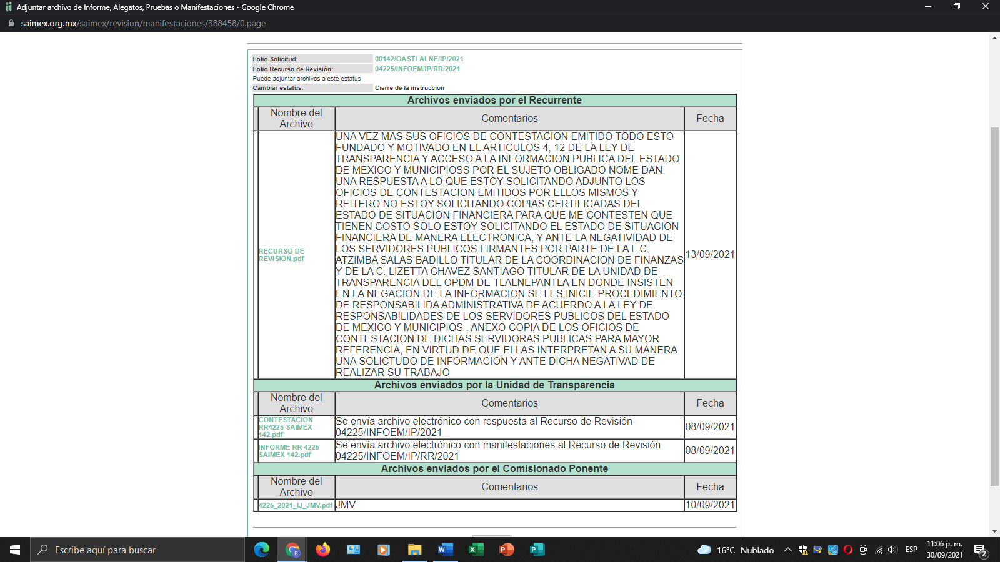 Adjuntar archivo de Informe, Alegatos, Pruebas o Manifestaciones - Google Chrome
saimex.org.mx/saimex/revision/manifestaciones/388458/0.page
Folio Solicitud: 00142/OASTLALNE/IP/2021
Folio Recurso de Revisión: 04225/INFOEM/IP/RR/2021
Puede adjuntar archivos a este estatus
Cambiar estatus: Cierre de la instrucción
Archivos enviados por el Recurrente
Nombre del
Archivo
Comentarios
Fecha
RECURSO DE
REVISION.pdf
UNA VEZ MAS SUS OFICIOS DE CONTESTACION EMITIDO TODO ESTO
FUNDADO Y MOTIVADO EN EL ARTICULOS 4, 12 DE LA LEY DE
TRANSPARENCIA Y ACCESO A LA INFORMACION PUBLICA DEL ESTADO
DE MEXICO Y MUNICIPIOSS POR EL SUJETO OBLIGADO NOME DAN
UNA RESPUESTA A LO QUE ESTOY SOLICITANDO ADJUNTO LOS
OFICIOS DE CONTESTACION EMITIDOS POR ELLOS MISMOS Y
REITERO NO ESTOY SOLICITANDO COPIAS CERTIFICADAS DEL
ESTADO DE SITUACION FINANCIERA PARA QUE ME CONTESTEN QUE
TIENEN COSTO SOLO ESTOY SOLICITANDO EL ESTADO DE SITUACION
FINANCIERA DE MANERA ELECTRONICA, Y ANTE LA NEGATIVIDAD DE
LOS SERVIDORES PUBLICOS FIRMANTES POR PARTE DE LA L.C.
ATZIMBA SALAS BADILLO TITULAR DE LA COORDINACION DE FINANZAS
Y DE LA C. LIZETTA CHAVEZ SANTIAGO TITULAR DE LA UNIDAD DE
TRANSPARENCIA DEL OPDM DE TLALNEPANTLA EN DONDE INSISTEN
EN LA NEGACION DE LA INFORMACION SE LES INICIE PROCEDIMIENTO
DE RESPONSABILIDA ADMINISTRATIVA DE ACUERDO A LA LEY DE
RESPONSABILIDADES DE LOS SERVIDORES PUBLICOS DEL ESTADO
DE MEXICO Y MUNICIPIOS , ANEXO COPIA DE LOS OFICIOS DE
CONTESTACION DE DICHAS SERVIDORAS PUBLICAS PARA MAYOR
REFERENCIA, EN VIRTUD DE QUE ELLAS INTERPRETAN A SU MANERA
UNA SOLICTUDO DE INFORMACION Y ANTE DICHA NEGATIVAD DE
REALIZAR SU TRABAJO
13/09/2021
Archivos enviados por la Unidad de Transparencia
Nombre del
Archivo
Comentarios
Fecha
CONTESTACION
RR4225 SAIMEX
142.pdf
Se envía archivo electrónico con respuesta al Recurso de Revisión
04225/INFOEM/IP/2021
08/09/2021
INFORME RR 4225
SAIMEX 142.pdf
Se envía archivo electrónico con manifestaciones al Recurso de Revisión
04225/INFOEM/IP/RR/2021
08/09/2021
Archivos enviados por el Comisionado Ponente
Nombre del
Archivo
Comentarios
Fecha
4225_2021_IJ_JMV.pdf
JMV
10/09/2021
Escribe aquí para buscar
16°C Nublado
ESP
11:06 p. m.
30/09/2021
2